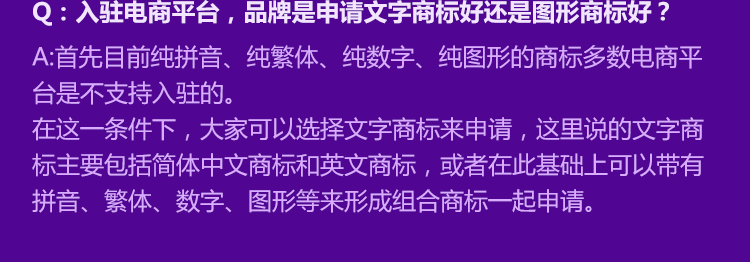 Q：入驻电商平台，品牌是申请文字商标好还是图形商标好？
A:首先目前纯拼音、纯繁体、纯数字、纯图形的商标多数电商平
台是不支持入驻的。
在这一条件下，大家可以选择文字商标来申请，这里说的文字商
标主要包括简体中文商标和英文商标，或者在此基础上可以带有
拼音、繁体、数字、图形等来形成组合商标一起申请。